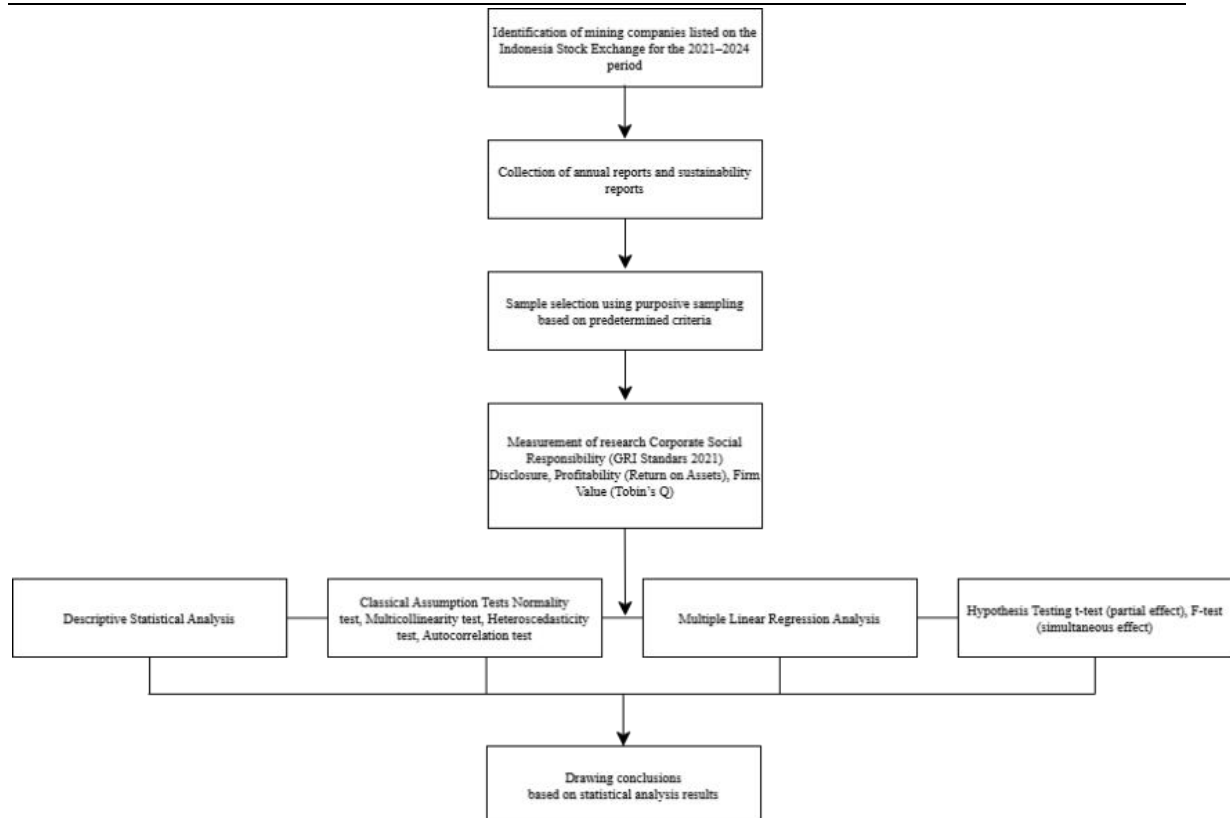 Identification of mining companies listed on the
Indonesia Stock Exchange for the 2021–2024
period
Collection of annual reports and sustainability
reports
Sample selection using purposive sampling
based on predetermined criteria
Measurement of research Corporate Social
Responsibility (GRI Standars 2021)
Disclosure, Profitability (Return on Assets), Firm
Value (Tobin’s Q)
Descriptive Statistical Analysis
Classical Assumption Tests Normality
test, Multicollinearity test, Heteroscedasticity
test, Autocorrelation test
Multiple Linear Regression Analysis
Hypothesis Testing t-test (partial effect), F-test
(simultaneous effect)
Drawing conclusions
based on statistical analysis results